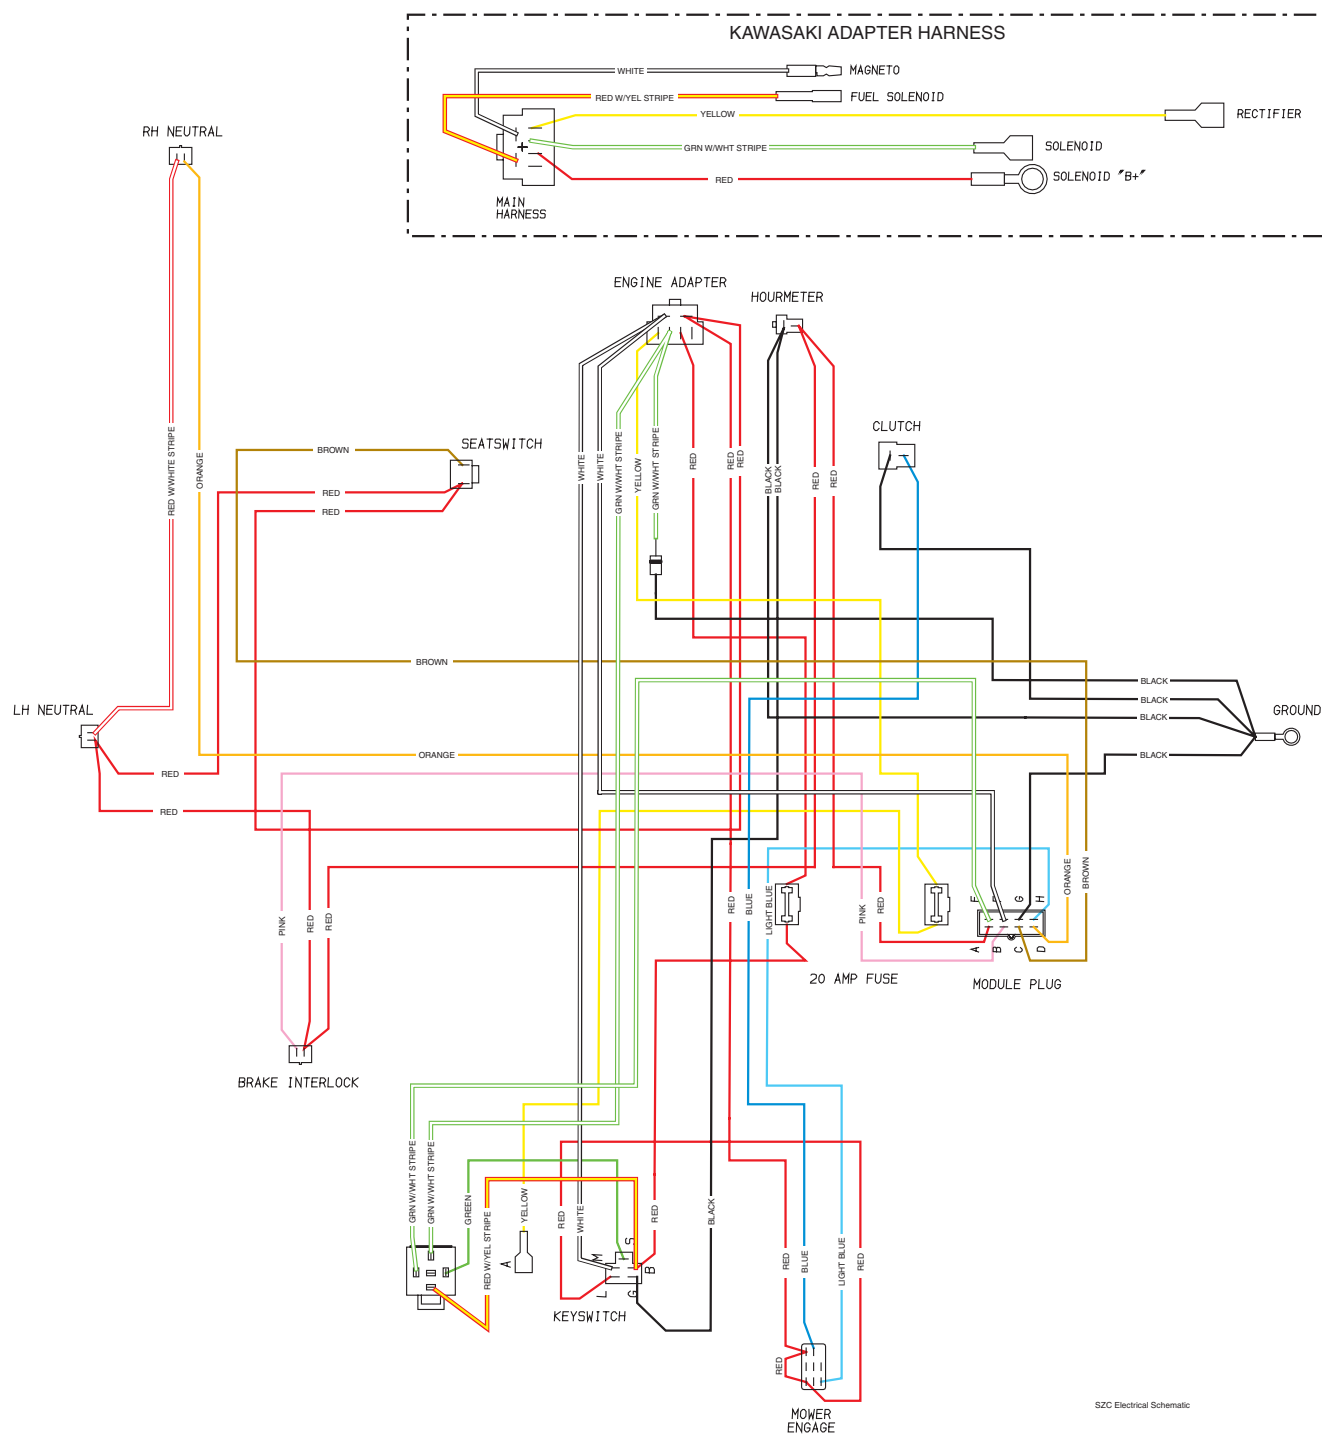 KAWASAKI ADAPTER HARNESS
WHITE
MAGNETO
RED W/YEL STRIPE
FUEL SOLENOID
YELLOW
RECTIFIER
GRN W/WHT STRIPE
SOLENOID
RED
SOLENOID "B+"
+
MAIN
HARNESS
RH NEUTRAL
ENGINE ADAPTER
HOURMETER
CLUTCH
SEATSWITCH
BROWN
RED
RED
RED W/WHITE STRIPE
ORANGE
WHITE
WHITE
GRN W/WHT STRIPE
YELLOW
GRN W/WHT STRIPE
RED
RED
RED
BLACK
BLACK
RED
RED
BROWN
BLACK
BLACK
BLACK
BLACK
GROUND
LH NEUTRAL
ORANGE
RED
RED
PINK
RED
RED
RED
BLUE
LIGHT BLUE
PINK
RED
ORANGE
BROWN
F
E
G
H
A
B
C
D
20 AMP FUSE
MODULE PLUG
BRAKE INTERLOCK
GRN W/WHT STRIPE
GRN W/WHT STRIPE
GREEN
RED W/YEL STRIPE
YELLOW
RED
WHITE
RED
BLACK
RED
BLUE
LIGHT BLUE
RED
A
M
S
B
L
G
KEYSWITCH
RED
MOWER
ENGAGE
SZC Electrical Schematic